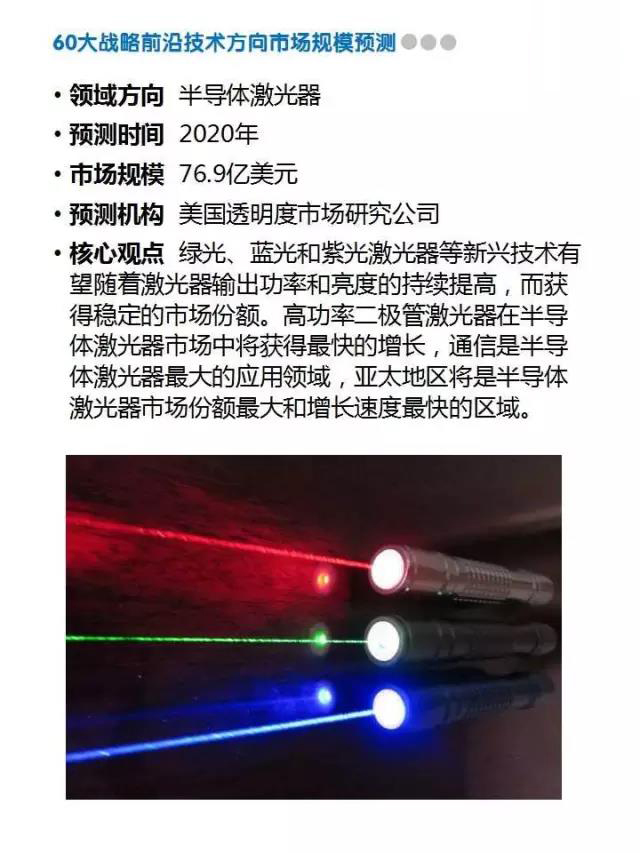 60大战略前沿技术方向市场规模预测
• 领域方向 半导体激光器
• 预测时间 2020年
• 市场规模 76.9亿美元
• 预测机构 美国透明度市场研究公司
• 核心观点 绿光、蓝光和紫光激光器等新兴技术有
望随着激光器输出功率和亮度的持续提高，而获
得稳定的市场份额。高功率二极管激光器在半导
体激光器市场中将获得最快的增长，通信是半导
体激光器最大的应用领域，亚太地区将是半导体
激光器市场份额最大和增长速度最快的区域。